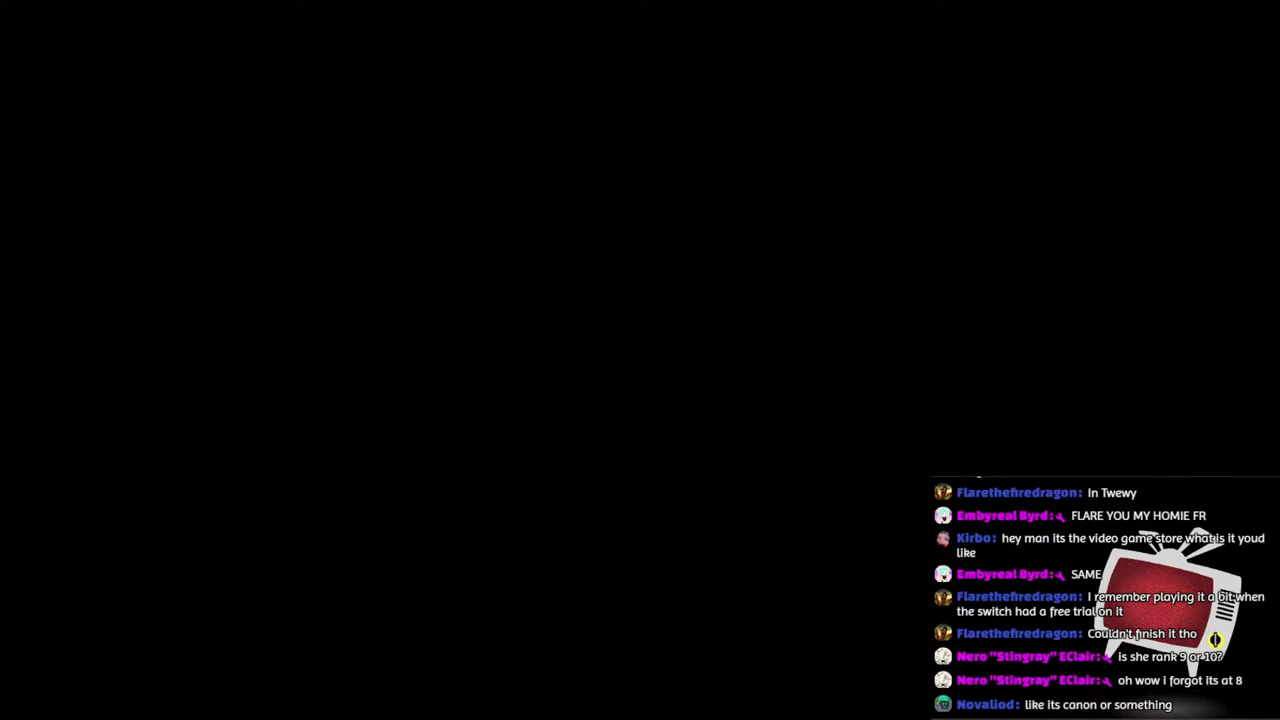 Flarethefiredragon: In Twewy
Embyreal Byrd: FLARE YOU MY HOMIE FR
Kirbo: hey man its the video game store what is it youd
like
Embyreal Byrd: SAME
Flarethefiredragon: I remember playing it a bit when
the switch had a free trial on it
Flarethefiredragon: Couldn't finish it tho
Nero "Stingray" EClair: is she rank 9 or 10?
Nero "Stingray" EClair: oh wow i forgot its at 8
Novaliod: like its canon or something